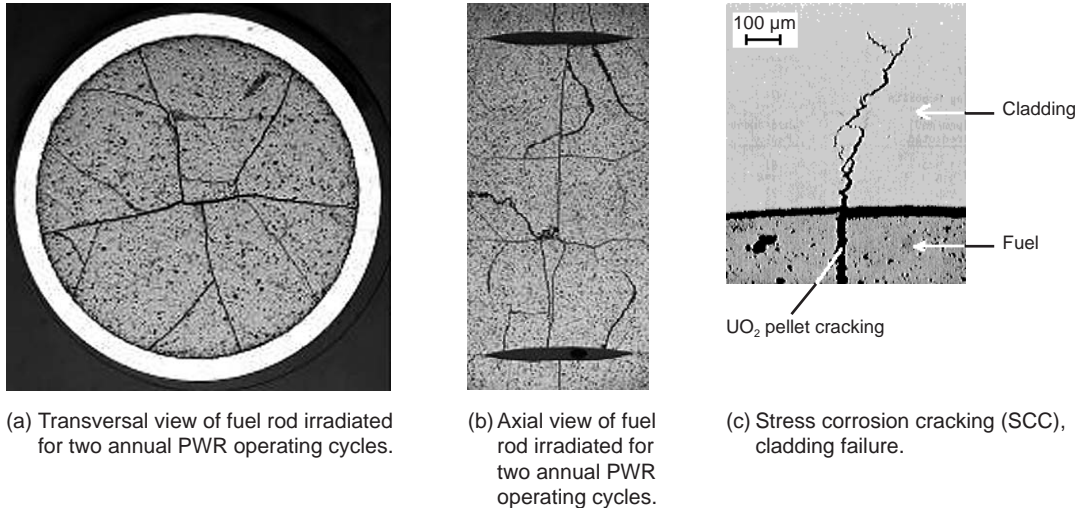 100 μm
Cladding
Fuel
UO₂ pellet cracking
(a) Transversal view of fuel rod irradiated
for two annual PWR operating cycles.
(b) Axial view of fuel
rod irradiated for
two annual PWR
operating cycles.
(c) Stress corrosion cracking (SCC),
cladding failure.